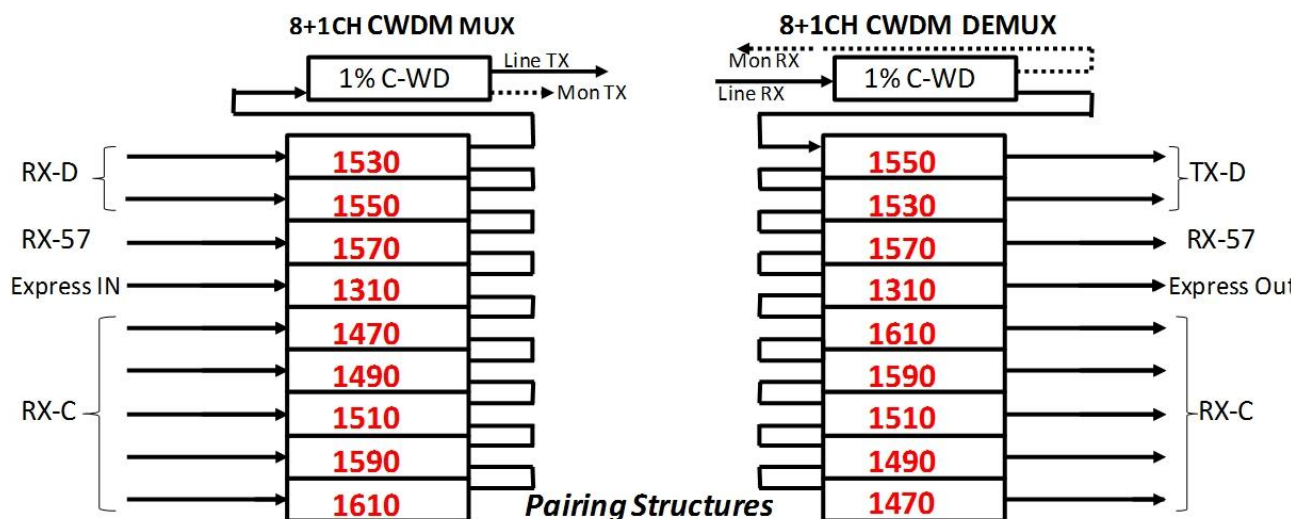 8+1CH CWDM MUX
1% C-WD
Line TX
Mon TX
RX-D
RX-57
Express IN
RX-C
1530
1550
1570
1310
1470
1490
1510
1590
1610
8+1CH CWDM DEMUX
Mon RX
Line RX
1% C-WD
1550
1530
1570
1310
1610
1590
1510
1490
1470
TX-D
RX-57
Express Out
RX-C
Pairing Structures